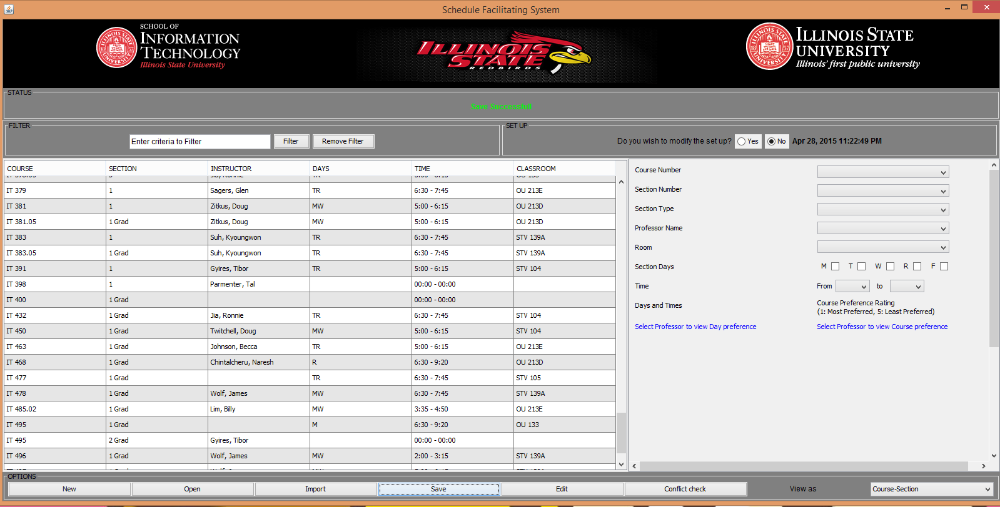 Schedule Facilitating System
SCHOOL OF
INFORMATION
TECHNOLOGY
Illinois State University
18 57
ILLINOIS
STATE
REDBIRDS
18 57
ILLINOIS STATE
UNIVERSITY
Illinois' first public university
STATUS
Save Successfull
FILTER
Enter criteria to Filter Filter Remove Filter
SET UP
Do you wish to modify the set up? Yes No Apr 28, 2015 11:22:49 PM
COURSE SECTION INSTRUCTOR DAYS TIME CLASSROOM
IT 379 1 Sagers, Glen TR 6:30 - 7:45 OU 213E
IT 381 1 Zitkus, Doug MW 5:00 - 6:15 OU 213D
IT 381.05 1 Grad Zitkus, Doug MW 5:00 - 6:15 OU 213D
IT 383 1 Suh, Kyoungwon TR 6:30 - 7:45 STV 139A
IT 383.05 1 Grad Suh, Kyoungwon TR 6:30 - 7:45 STV 139A
IT 391 1 Gyires, Tibor TR 5:00 - 6:15 STV 104
IT 398 1 Parmenter, Tal 00:00 - 00:00
IT 400 1 Grad 00:00 - 00:00
IT 432 1 Grad Jia, Ronnie TR 6:30 - 7:45 STV 104
IT 450 1 Grad Twitchell, Doug MW 5:00 - 6:15 STV 104
IT 463 1 Grad Johnson, Becca TR 5:00 - 6:15 OU 213E
IT 468 1 Grad Chintalcheru, Naresh R 6:30 - 9:20 OU 213D
IT 477 1 Grad TR 6:30 - 7:45 STV 105
IT 478 1 Grad Wolf, James MW 6:30 - 7:45 STV 139A
IT 485.02 1 Grad Lim, Billy MW 3:35 - 4:50 OU 213E
IT 495 1 Grad M 6:30 - 9:20 OU 133
IT 495 2 Grad Gyires, Tibor 00:00 - 00:00
IT 496 1 Grad Wolf, James MW 2:00 - 3:15 STV 139A
Course Number
Section Number
Section Type
Professor Name
Room
Section Days M T W R F
Time From to
Days and Times Course Preference Rating
(1: Most Preferred, 5: Least Preferred)
Select Professor to view Day preference Select Professor to view Course preference
OPTIONS
New Open Import Save Edit Conflict check View as Course-Section